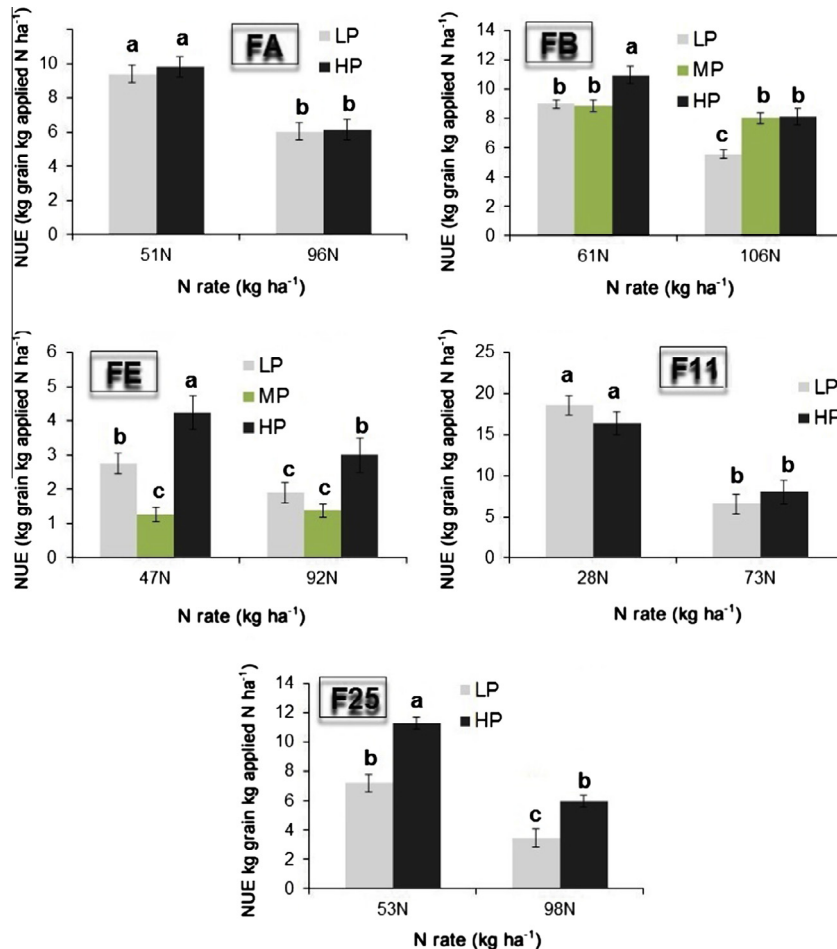 FA
LP
HP
NUE (kg grain kg applied N ha⁻¹)
10
8
6
4
2
0
a a
b b
51N 96N
N rate (kg ha⁻¹)
FB
LP
MP
HP
NUE (kg grain kg applied N ha⁻¹)
14
12
10
8
6
4
2
0
b b a
c b b
61N 106N
N rate (kg ha⁻¹)
FE
LP
MP
HP
NUE (kg grain kg applied N ha⁻¹)
6
5
4
3
2
1
0
b c a
c c b
47N 92N
N rate (kg ha⁻¹)
F11
LP
HP
NUE (kg grain kg applied N ha⁻¹)
25
20
15
10
5
0
a a
b b
28N 73N
N rate (kg ha⁻¹)
F25
LP
HP
NUE kg grain kg applied N ha⁻¹)
14
12
10
8
6
4
2
0
b a
c b
53N 98N
N rate (kg ha⁻¹)